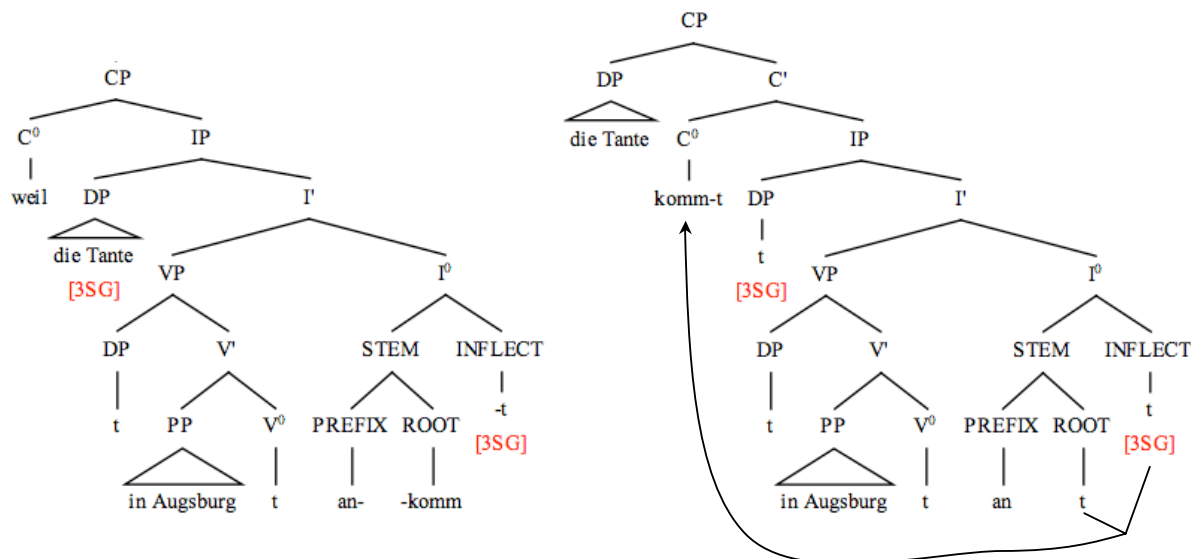 CP
C⁰ IP
weil DP I'
die Tante
[3SG] VP I⁰
DP V' STEM INFLECT
t PP V⁰ PREFIX ROOT -t
[3SG]
in Augsburg t an- -komm
CP
DP C'
die Tante C⁰ IP
komm-t DP I'
t
[3SG] VP I⁰
DP V' STEM INFLECT
t PP V⁰ PREFIX ROOT t
[3SG]
in Augsburg t an t